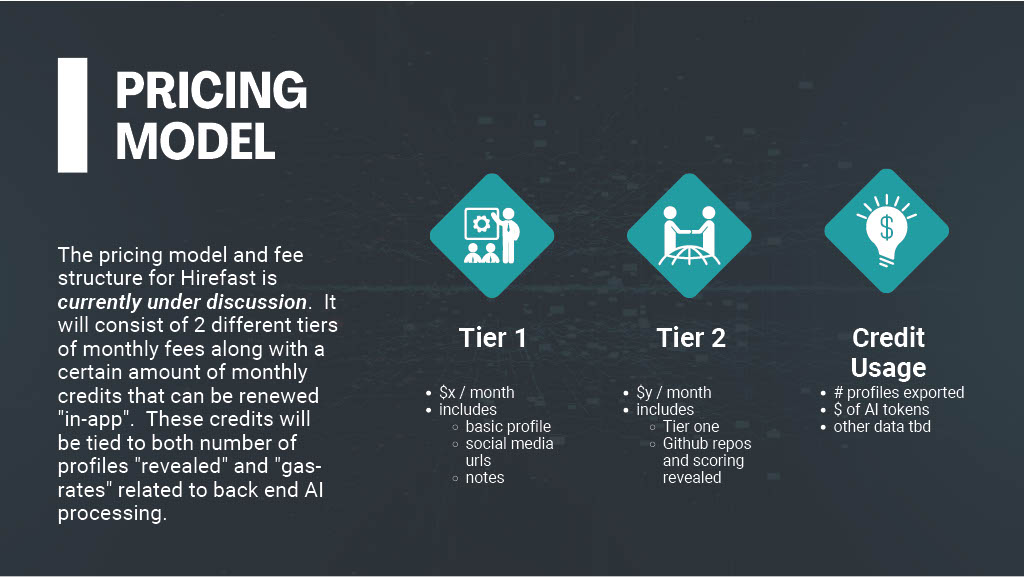 PRICING
MODEL
The pricing model and fee
structure for Hirefast is
currently under discussion.  It
will consist of 2 different tiers
of monthly fees along with a
certain amount of monthly
credits that can be renewed
"in-app".  These credits will
be tied to both number of
profiles "revealed" and "gas-
rates" related to back end AI
processing.
Tier 1
• $x / month
• includes
◦ basic profile
◦ social media
urls
◦ notes
Tier 2
• $y / month
• includes
◦ Tier one
◦ Github repos
and scoring
revealed
$
Credit
Usage
• # profiles exported
• $ of AI tokens
• other data tbd